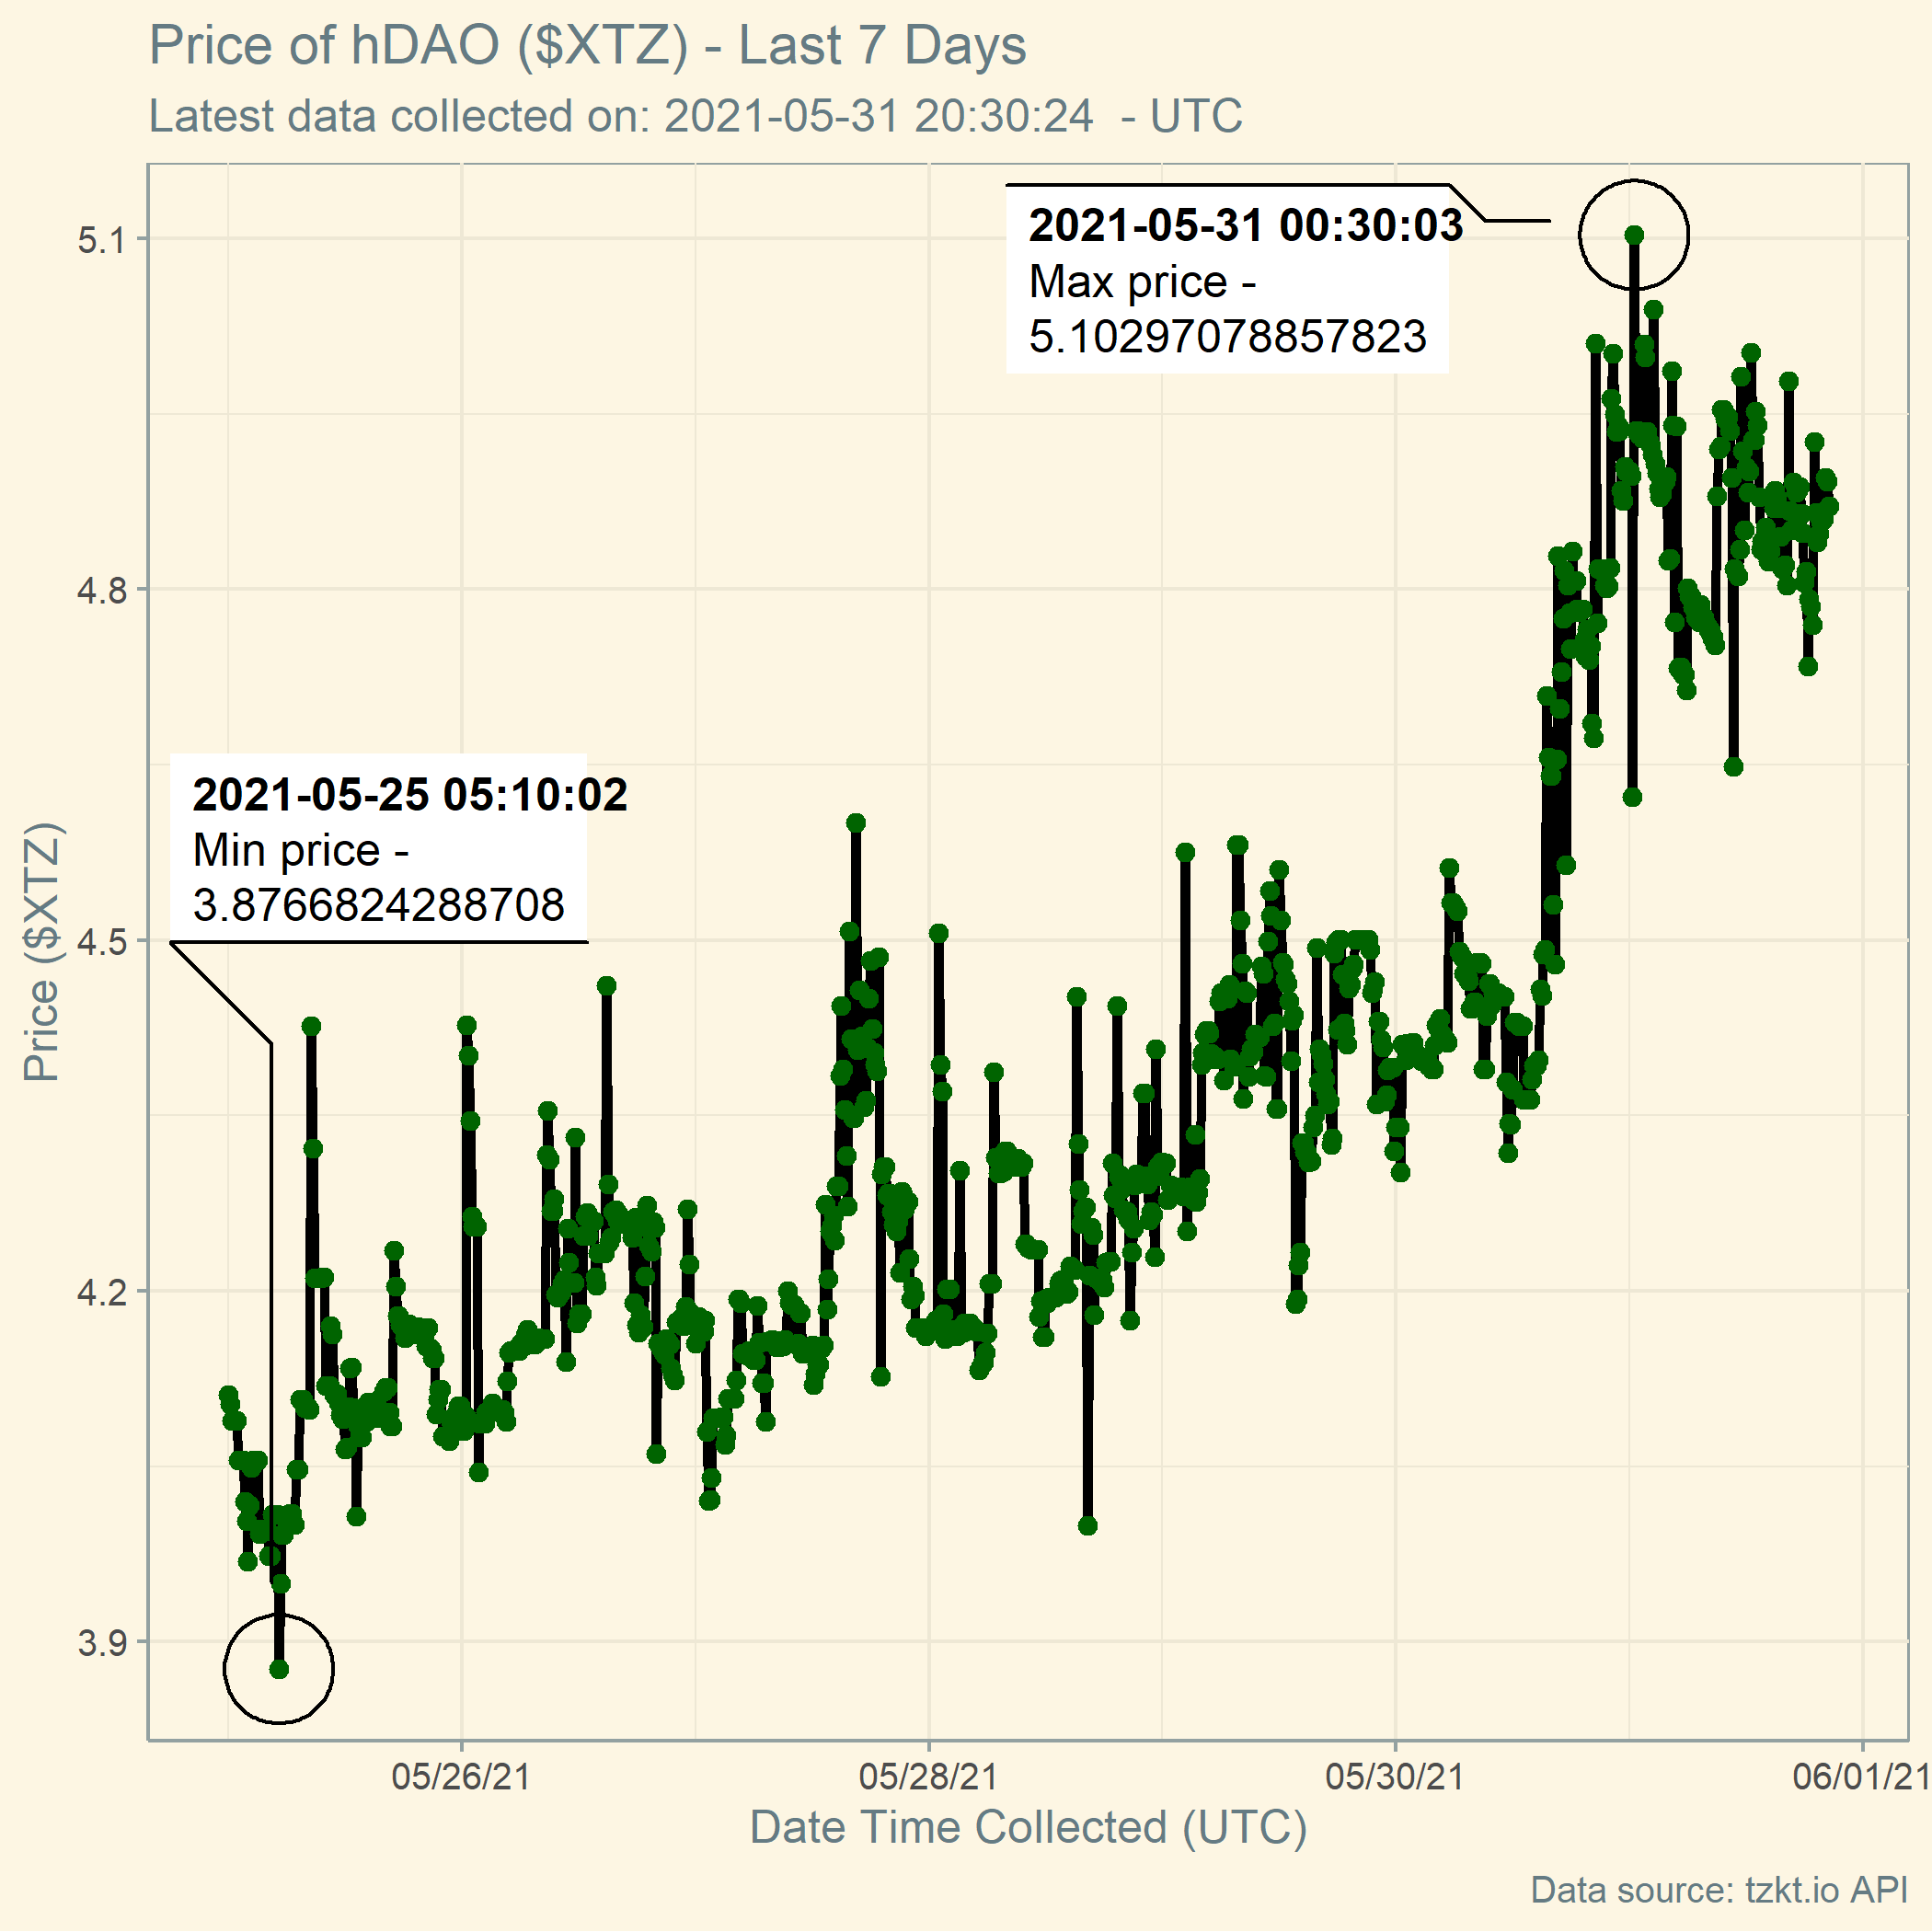 Price of hDAO ($XTZ) - Last 7 Days
Latest data collected on: 2021-05-31 20:30:24  - UTC
2021-05-31 00:30:03
Max price -
5.10297078857823
2021-05-25 05:10:02
Min price -
3.8766824288708
Price ($XTZ)
5.1
4.8
4.5
4.2
3.9
05/26/21
05/28/21
05/30/21
06/01/21
Date Time Collected (UTC)
Data source: tzkt.io API